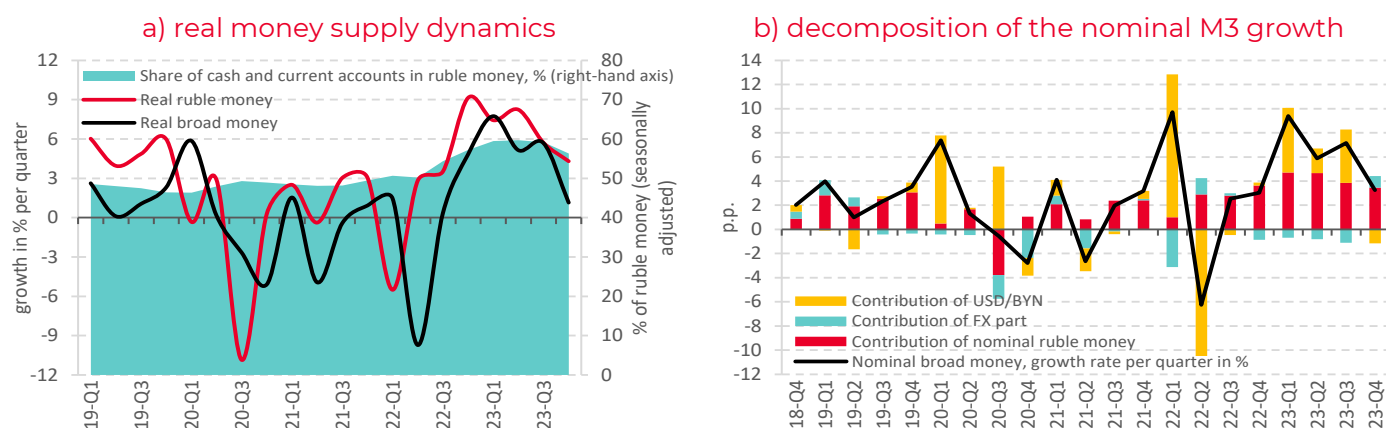 a) real money supply dynamics
12
9
6
3
0
-3
-6
-9
-12
growth in % per quarter
Share of cash and current accounts in ruble money, % (right-hand axis)
Real ruble money
Real broad money
80
70
60
50
40
30
20
10
0
% of ruble money (seasonally
adjusted)
19-Q1
19-Q3
20-Q1
20-Q3
21-Q1
21-Q3
22-Q1
22-Q3
23-Q1
23-Q3
b) decomposition of the nominal M3 growth
14
12
10
8
6
4
2
0
-2
-4
-6
-8
-10
-12
p.p.
Contribution of USD/BYN
Contribution of FX part
Contribution of nominal ruble money
Nominal broad money, growth rate per quarter in %
18-Q4
19-Q1
19-Q2
19-Q3
19-Q4
20-Q1
20-Q2
20-Q3
20-Q4
21-Q1
21-Q2
21-Q3
21-Q4
22-Q1
22-Q2
22-Q3
22-Q4
23-Q1
23-Q2
23-Q3
23-Q4